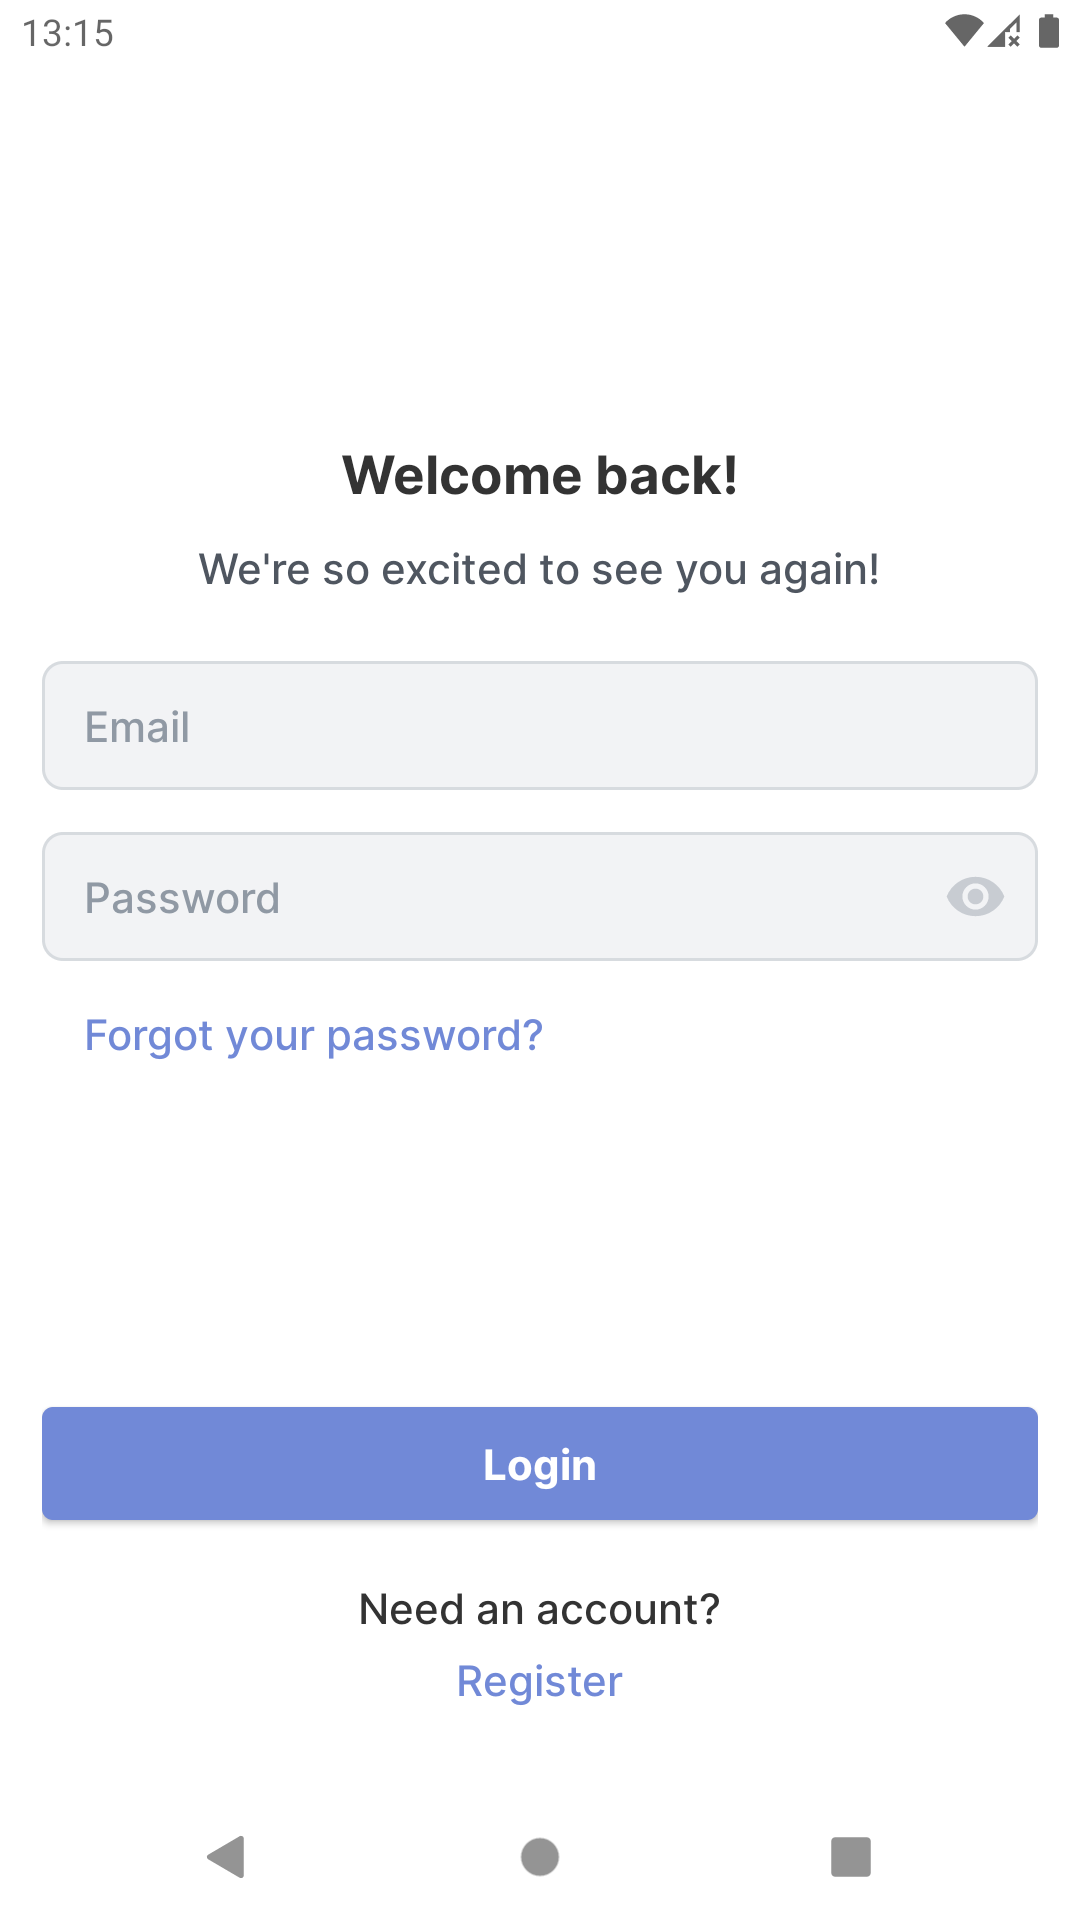 13:15
Welcome back!
We're so excited to see you again!
Email
Password
Forgot your password?
Login
Need an account?
Register